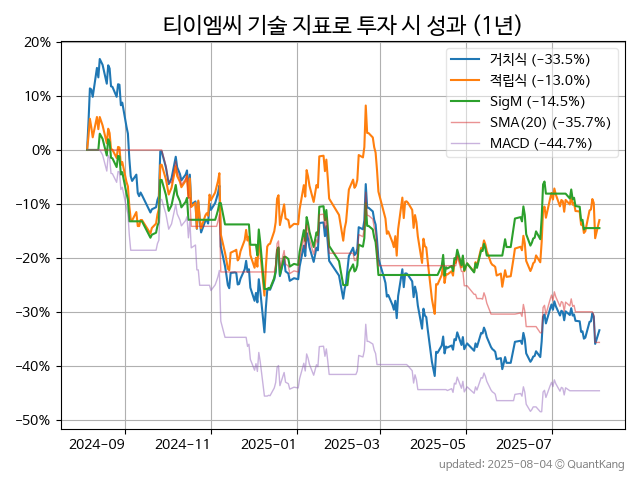 티이엠씨 기술 지표로 투자 시 성과 (1년)
20%
10%
0%
−10%
−20%
−30%
−40%
−50%
거치식 (−33.5%)
적립식 (−13.0%)
SigM (−14.5%)
SMA(20) (−35.7%)
MACD (−44.7%)
2024-09
2024-11
2025-01
2025-03
2025-05
2025-07
updated: 2025-08-04 © QuantKang